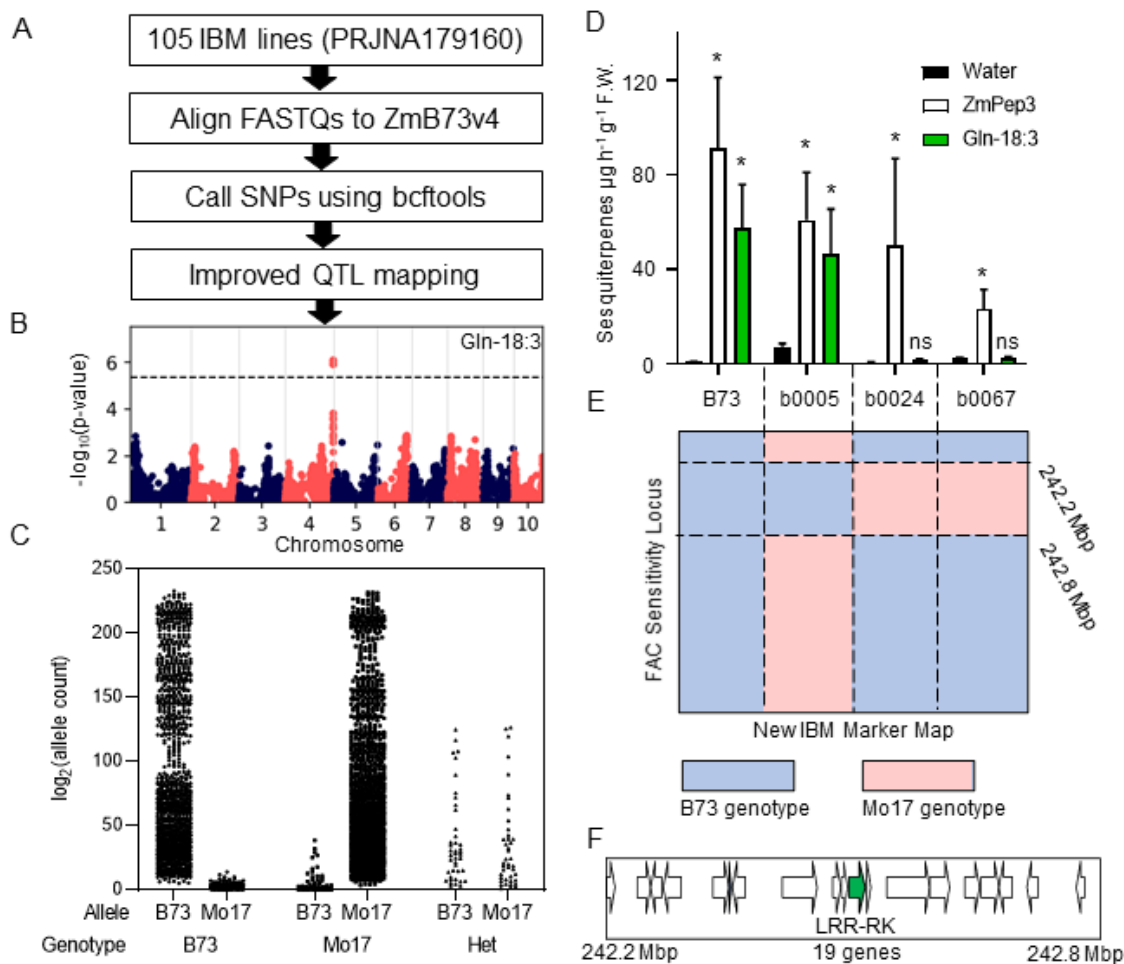 A
105 IBM lines (PRJNA179160)
Align FASTQs to ZmB73v4
Call SNPs using bcftools
Improved QTL mapping
B
Gln-18:3
-log10(p-value)
6
4
2
0
1 2 3 4 5 6 7 8 9 10
Chromosome
C
log2(allele count)
250
200
150
100
50
0
Allele B73 Mo17 B73 Mo17 B73 Mo17
Genotype B73 Mo17 Het
D
Sesquiterpenes µg h⁻¹ g⁻¹ F.W.
120
80
40
0
Water
ZmPep3
Gln-18:3
* * * * * ns * ns
B73 b0005 b0024 b0067
E
FAC Sensitivity Locus
242.2 Mbp
242.8 Mbp
New IBM Marker Map
B73 genotype
Mo17 genotype
F
LRR-RK
242.2 Mbp 19 genes 242.8 Mbp